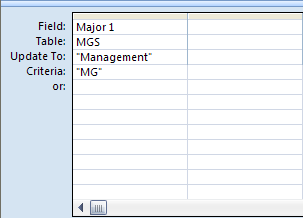 Field: Major 1
Table: MGS
Update To: "Management"
Criteria: "MG"
or: